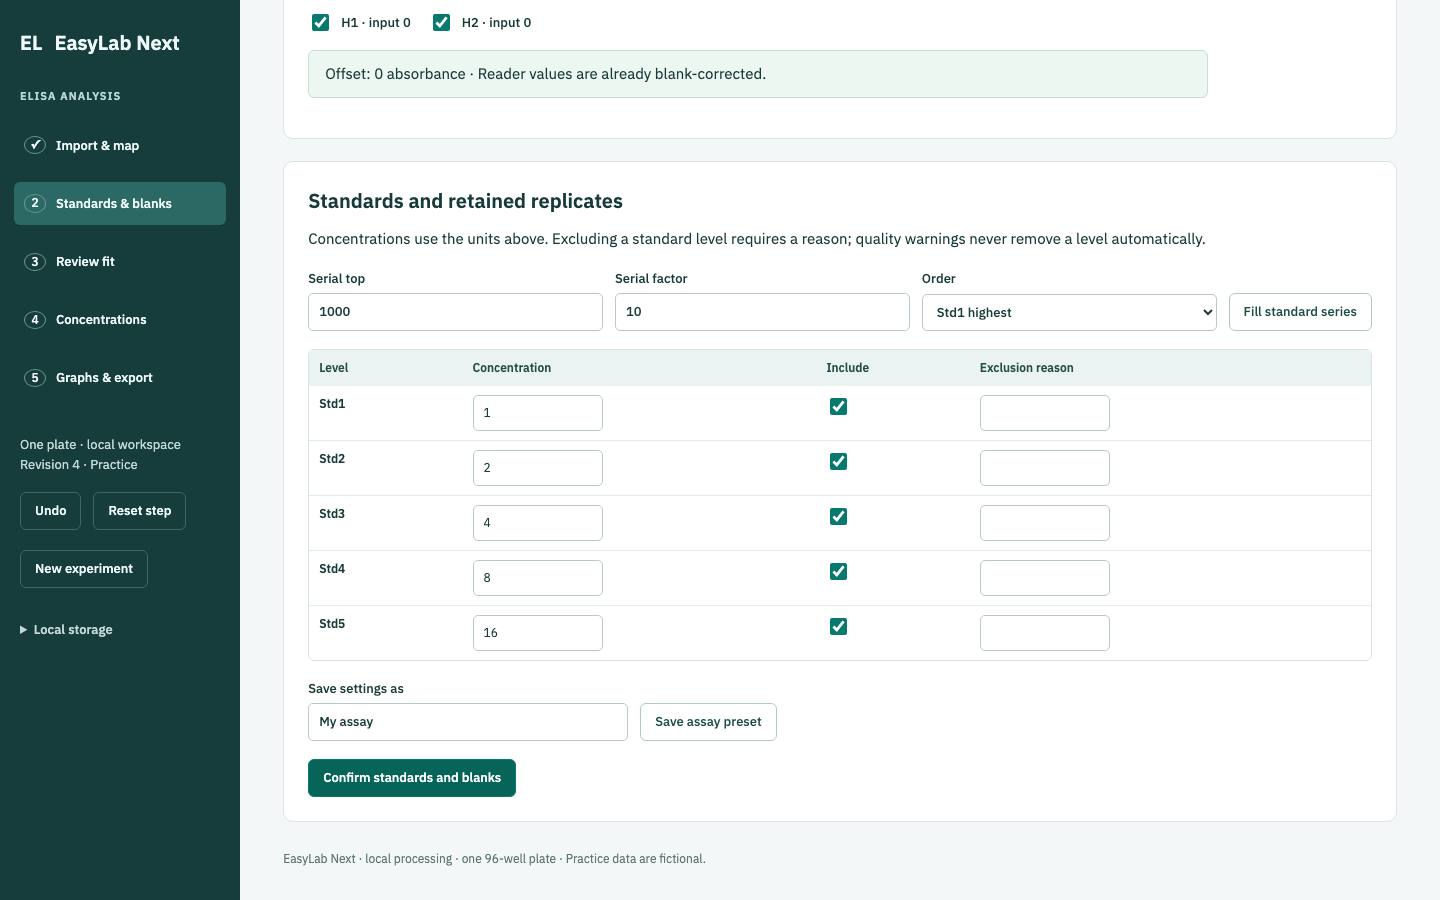 EL EasyLab Next
ELISA ANALYSIS
✓ Import & map
2 Standards & blanks
3 Review fit
4 Concentrations
5 Graphs & export
One plate · local workspace
Revision 4 · Practice
Undo
Reset step
New experiment
Local storage
H1 · input 0
H2 · input 0
Offset: 0 absorbance · Reader values are already blank-corrected.
Standards and retained replicates
Concentrations use the units above. Excluding a standard level requires a reason; quality warnings never remove a level automatically.
Serial top
Serial factor
Order
1000
10
Std1 highest
Fill standard series
Level Concentration Include Exclusion reason
Std1 1
Std2 2
Std3 4
Std4 8
Std5 16
Save settings as
My assay
Save assay preset
Confirm standards and blanks
EasyLab Next · local processing · one 96-well plate · Practice data are fictional.